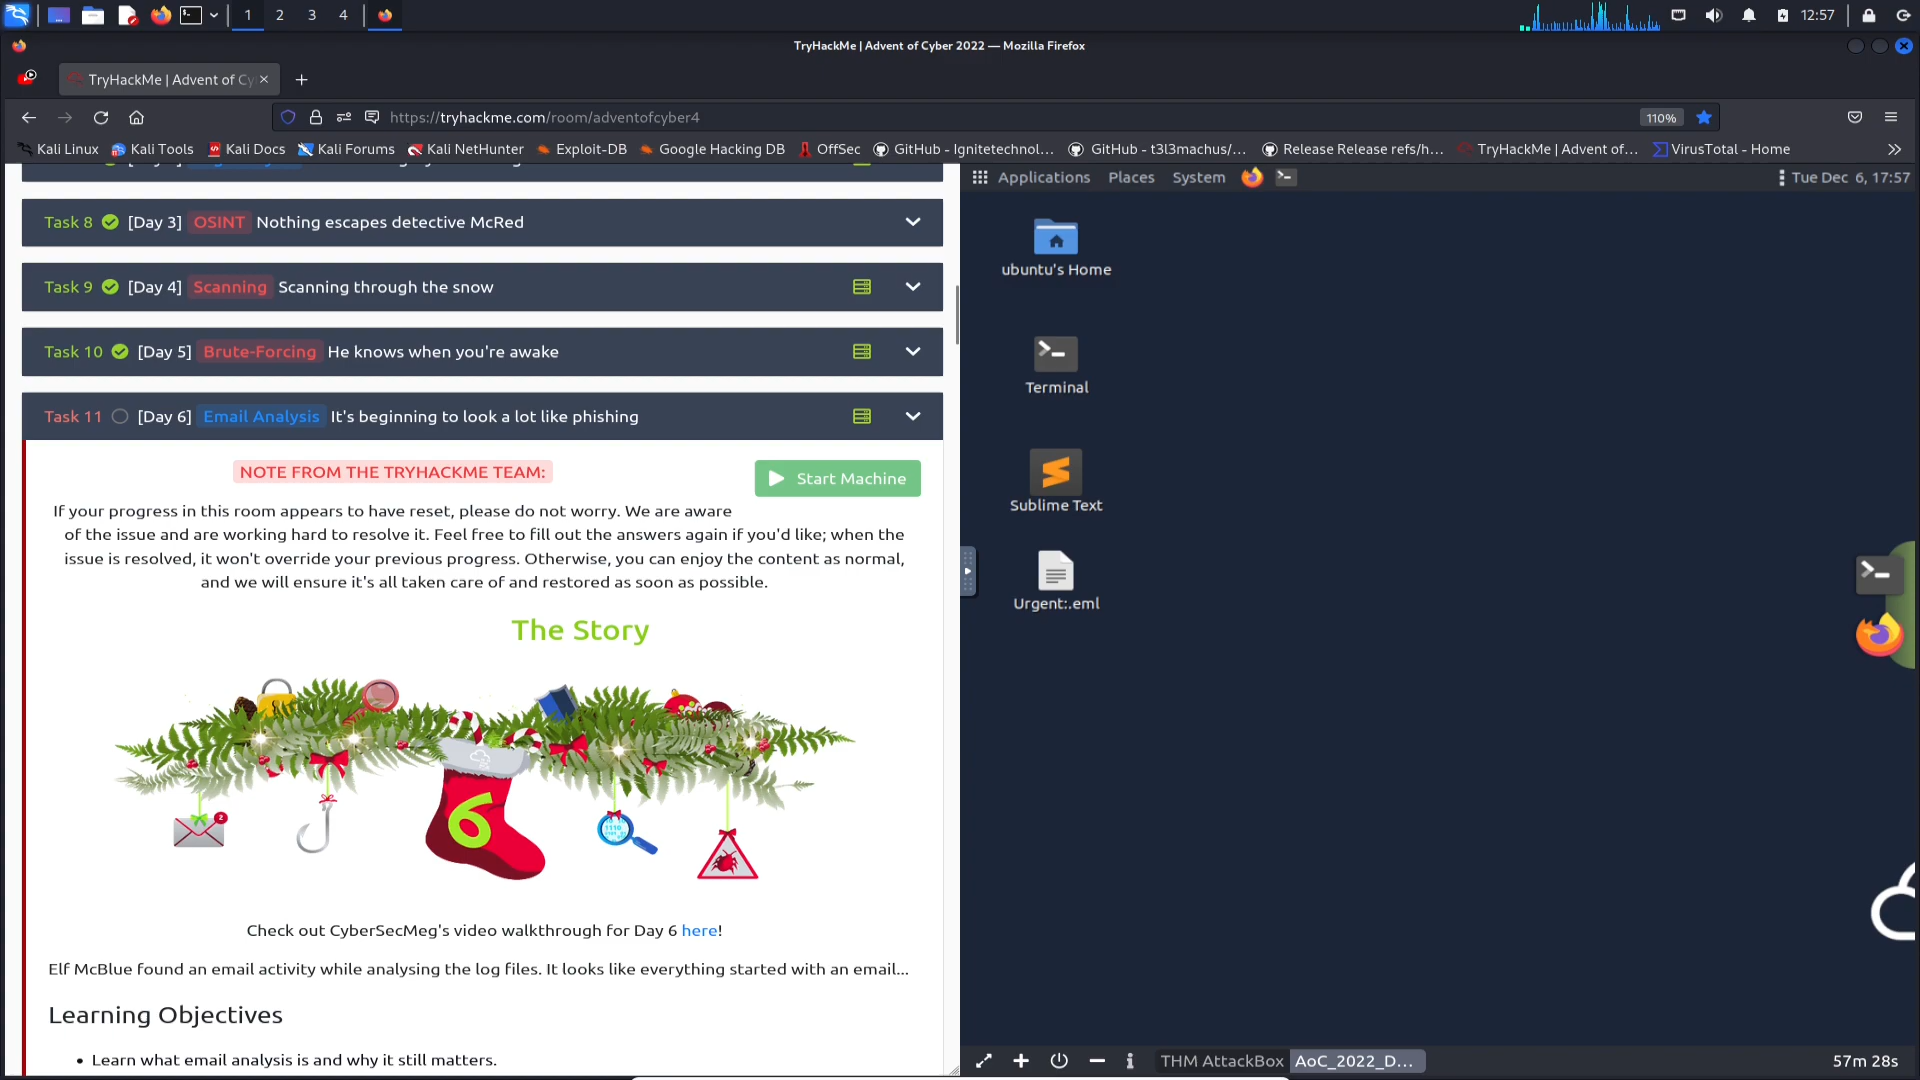 1
2
3
4
12:57
TryHackMe | Advent of Cyber 2022 — Mozilla Firefox
TryHackMe | Advent of Cy
https://tryhackme.com/room/adventofcyber4
110%
Kali Linux
Kali Tools
Kali Docs
Kali Forums
Kali NetHunter
Exploit-DB
Google Hacking DB
OffSec
GitHub - Ignitetechnol...
GitHub - t3l3machus/...
Release Release refs/h...
TryHackMe | Advent of...
VirusTotal - Home
Task 8 [Day 3] OSINT Nothing escapes detective McRed
Task 9 [Day 4] Scanning Scanning through the snow
Task 10 [Day 5] Brute-Forcing He knows when you're awake
Task 11 [Day 6] Email Analysis It's beginning to look a lot like phishing
NOTE FROM THE TRYHACKME TEAM:
Start Machine
If your progress in this room appears to have reset, please do not worry. We are aware
of the issue and are working hard to resolve it. Feel free to fill out the answers again if you'd like; when the
issue is resolved, it won't override your previous progress. Otherwise, you can enjoy the content as normal,
and we will ensure it's all taken care of and restored as soon as possible.
The Story
2
6
Check out CyberSecMeg's video walkthrough for Day 6 here!
Elf McBlue found an email activity while analysing the log files. It looks like everything started with an email...
Learning Objectives
• Learn what email analysis is and why it still matters.
Applications
Places
System
Tue Dec 6, 17:57
ubuntu's Home
Terminal
Sublime Text
Urgent:.eml
THM AttackBox
AoC_2022_D...
57m 28s